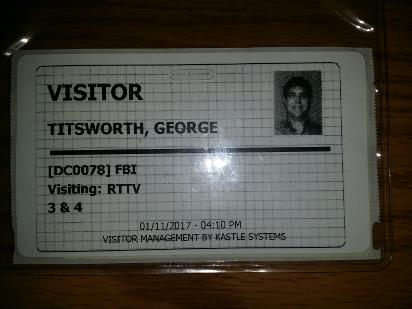 VISITOR
TITSWORTH, GEORGE
[DC0078] FBI
Visiting: RTTV
3 & 4
01/11/2017 - 04:10 PM
VISITOR MANAGEMENT BY KASTLE SYSTEMS